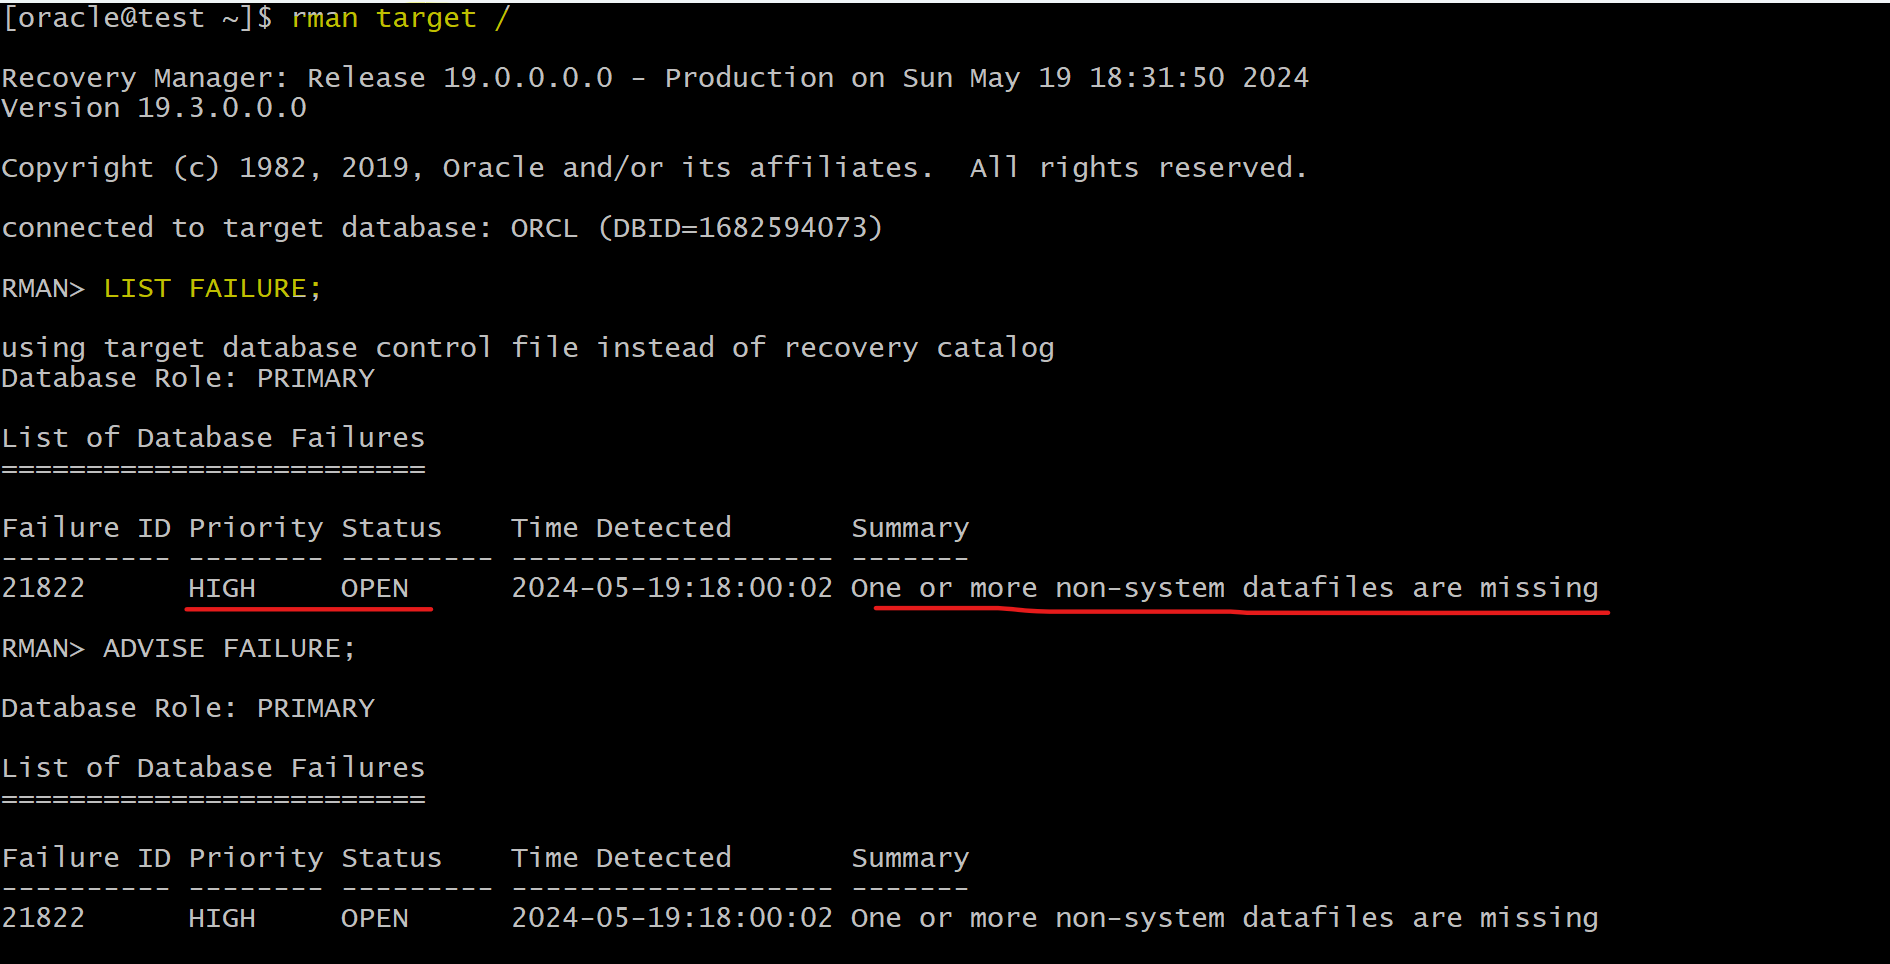 [oracle@test ~]$ rman target /
Recovery Manager: Release 19.0.0.0.0 - Production on Sun May 19 18:31:50 2024
Version 19.3.0.0.0
Copyright (c) 1982, 2019, Oracle and/or its affiliates.  All rights reserved.
connected to target database: ORCL (DBID=1682594073)
RMAN> LIST FAILURE;
using target database control file instead of recovery catalog
Database Role: PRIMARY
List of Database Failures
=========================
Failure ID Priority Status    Time Detected       Summary
---------- -------- --------- ------------------- -------
21822      HIGH     OPEN      2024-05-19:18:00:02 One or more non-system datafiles are missing
RMAN> ADVISE FAILURE;
Database Role: PRIMARY
List of Database Failures
=========================
Failure ID Priority Status    Time Detected       Summary
---------- -------- --------- ------------------- -------
21822      HIGH     OPEN      2024-05-19:18:00:02 One or more non-system datafiles are missing